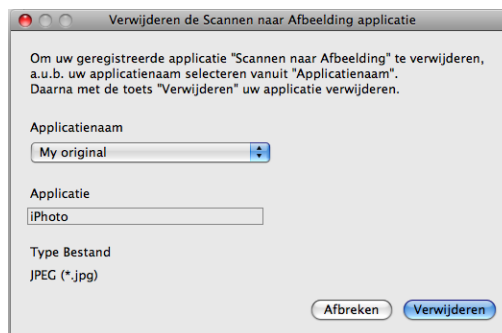 Verwijderen de Scannen naar Afbeelding applicatie
Om uw geregistreerde applicatie "Scannen naar Afbeelding" te verwijderen,
a.u.b. uw applicatienaam selecteren vanuit "Applicatienaam".
Daarna met de toets "Verwijderen" uw applicatie verwijderen.
Applicatienaam
My original
Applicatie
iPhoto
Type Bestand
JPEG (*.jpg)
Afbreken Verwijderen